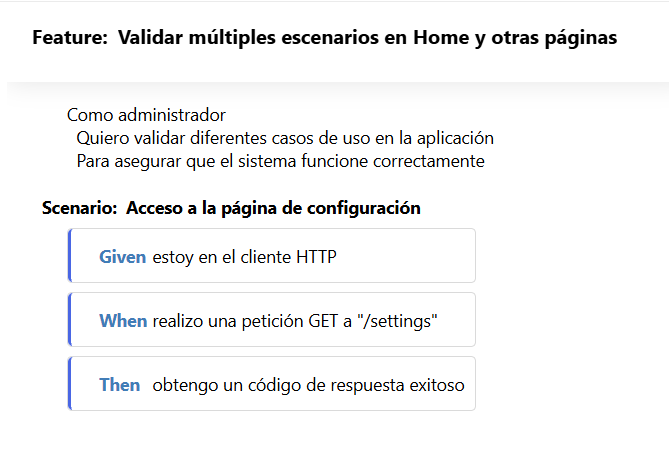 Feature: Validar múltiples escenarios en Home y otras páginas
Como administrador
Quiero validar diferentes casos de uso en la aplicación
Para asegurar que el sistema funcione correctamente
Scenario: Acceso a la página de configuración
Given estoy en el cliente HTTP
When realizo una petición GET a "/settings"
Then obtengo un código de respuesta exitoso